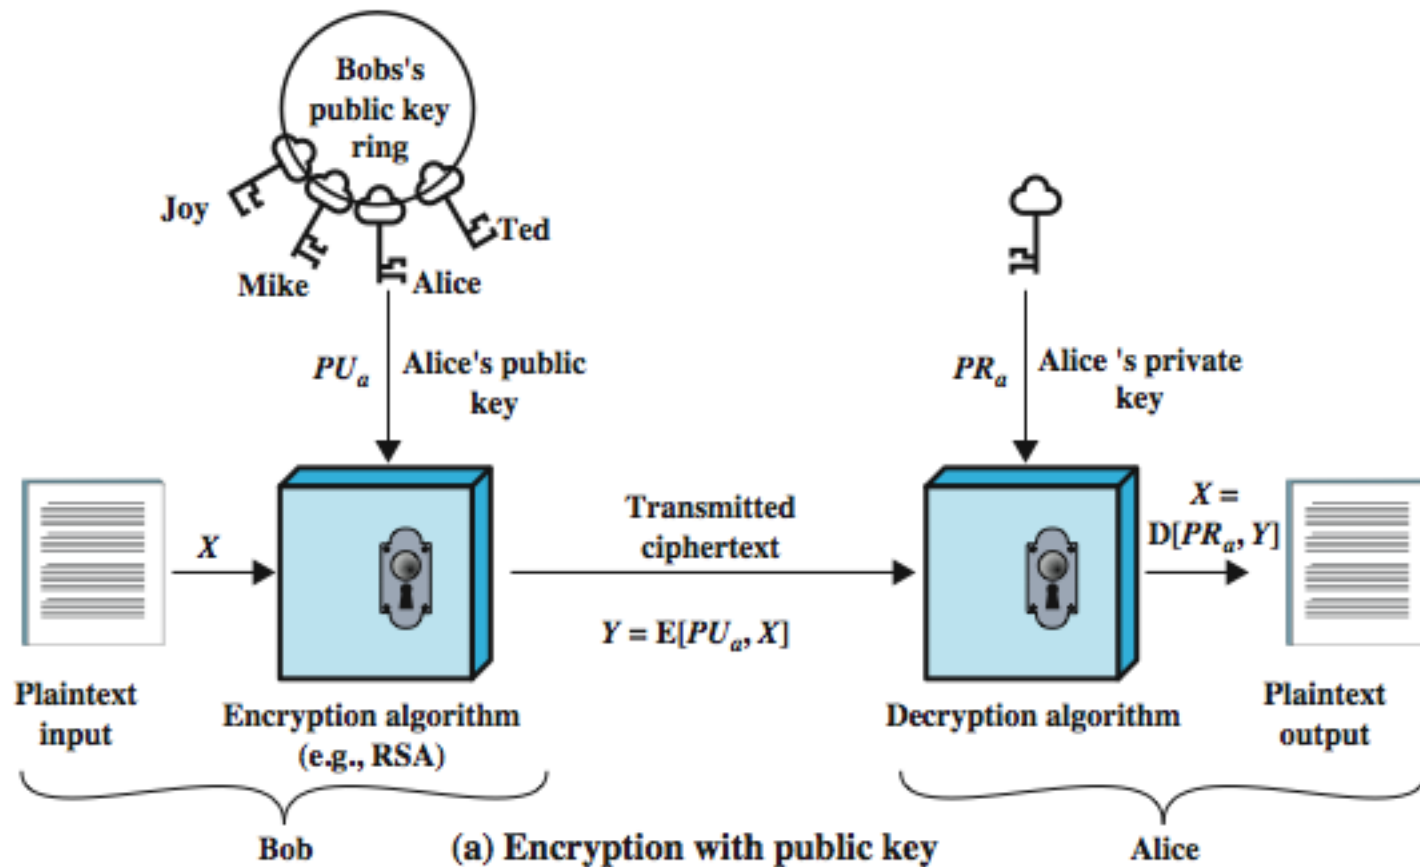 Bobs's
public key
ring
Joy
Ted
Mike
Alice
PUa
Alice's public
key
PRa
Alice 's private
key
X
Transmitted
ciphertext
X =
D[PRa, Y]
Y = E[PUa, X]
Plaintext
input
Encryption algorithm
(e.g., RSA)
Decryption algorithm
Plaintext
output
Bob
(a) Encryption with public key
Alice